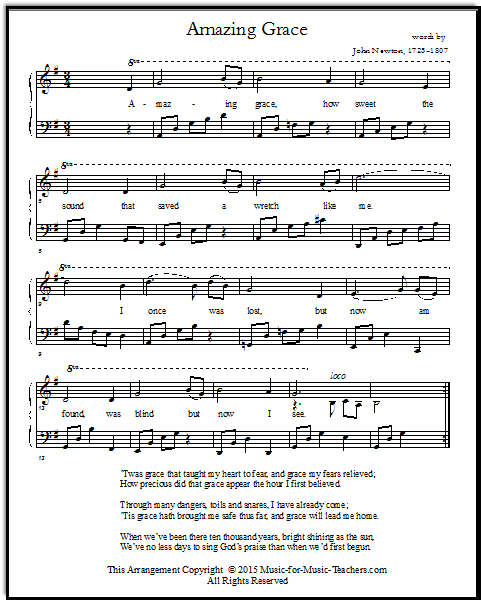 Amazing Grace
words by
John Newton, 1725-1807
8va
A - maz - ing grace, how sweet the
8va
5
sound that saved a wretch like me.
5
8va
9
I once was lost, but now am
9
8va
loco
13
found, was blind but now I see.
13
'Twas grace that taught my heart to fear, and grace my fears relieved;
How precious did that grace appear the hour I first believed.
Through many dangers, toils and snares, I have already come;
'Tis grace hath brought me safe thus far, and grace will lead me home.
When we've been there ten thousand years, bright shining as the sun,
We've no less days to sing God's praise than when we'd first begun.
This Arrangement Copyright © 2015 Music-for-Music-Teachers.com
All Rights Reserved